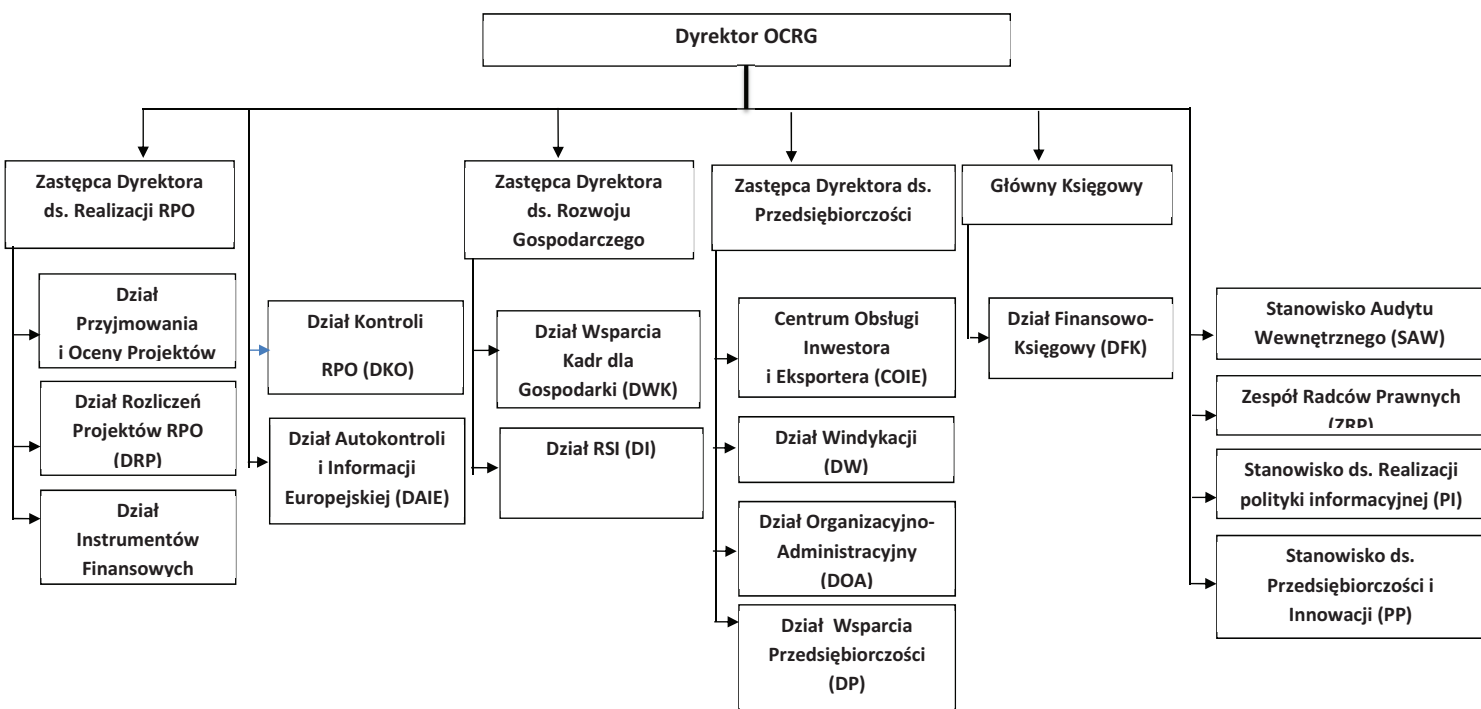 Dyrektor OCRG
Zastępca Dyrektora
ds. Realizacji RPO
Dział
Przyjmowania
i Oceny Projektów
Dział Rozliczeń
Projektów RPO
(DRP)
Dział
Instrumentów
Finansowych
Dział Kontroli
RPO (DKO)
Dział Autokontroli
i Informacji
Europejskiej (DAIE)
Zastępca Dyrektora
ds. Rozwoju
Gospodarczego
Dział Wsparcia
Kadr dla
Gospodarki (DWK)
Dział RSI (DI)
Zastępca Dyrektora ds.
Przedsiębiorczości
Centrum Obsługi
Inwestora
i Eksportera (COIE)
Dział Windykacji
(DW)
Dział Organizacyjno-
Administracyjny
(DOA)
Dział  Wsparcia
Przedsiębiorczości
(DP)
Główny Księgowy
Dział Finansowo-
Księgowy (DFK)
Stanowisko Audytu
Wewnętrznego (SAW)
Zespół Radców Prawnych
(ZRP)
Stanowisko ds. Realizacji
polityki informacyjnej (PI)
Stanowisko ds.
Przedsiębiorczości i
Innowacji (PP)